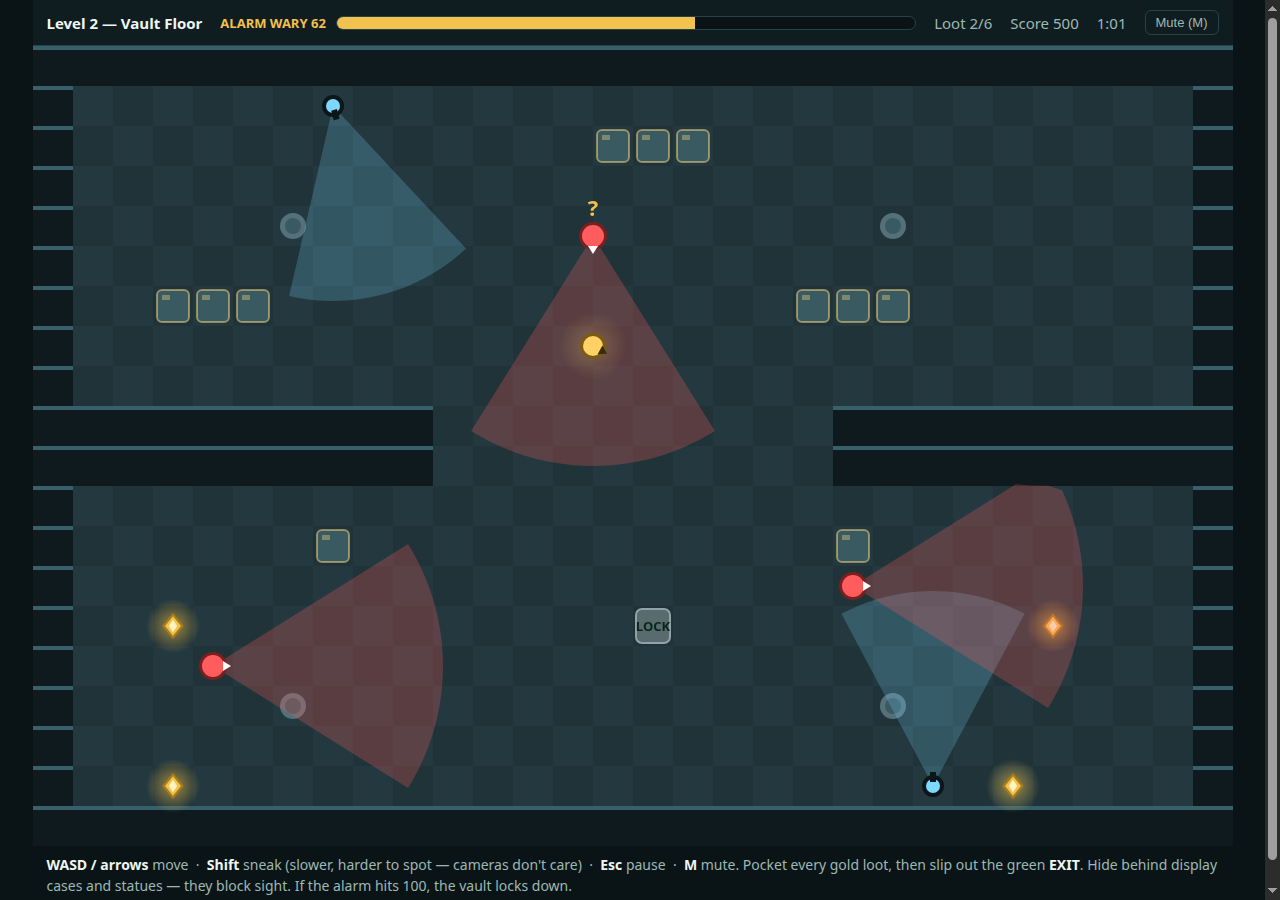 Level 2 — Vault Floor ALARM WARY 62 Loot 2/6 Score 500 1:01 Mute (M)
?
LOCK
WASD / arrows move · Shift sneak (slower, harder to spot — cameras don't care) · Esc pause · M mute. Pocket every gold loot, then slip out the green EXIT. Hide behind display
cases and statues — they block sight. If the alarm hits 100, the vault locks down.